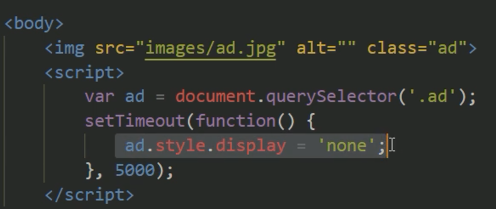 <body>
<img src="images/ad.jpg" alt="" class="ad">
<script>
var ad = document.querySelector('.ad');
setTimeout(function() {
ad.style.display = 'none';
}, 5000);
</script>